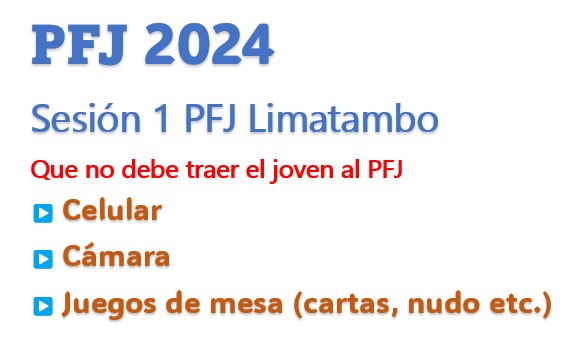 PFJ 2024
Sesión 1 PFJ Limatambo
Que no debe traer el joven al PFJ
Celular
Cámara
Juegos de mesa (cartas, nudo etc.)